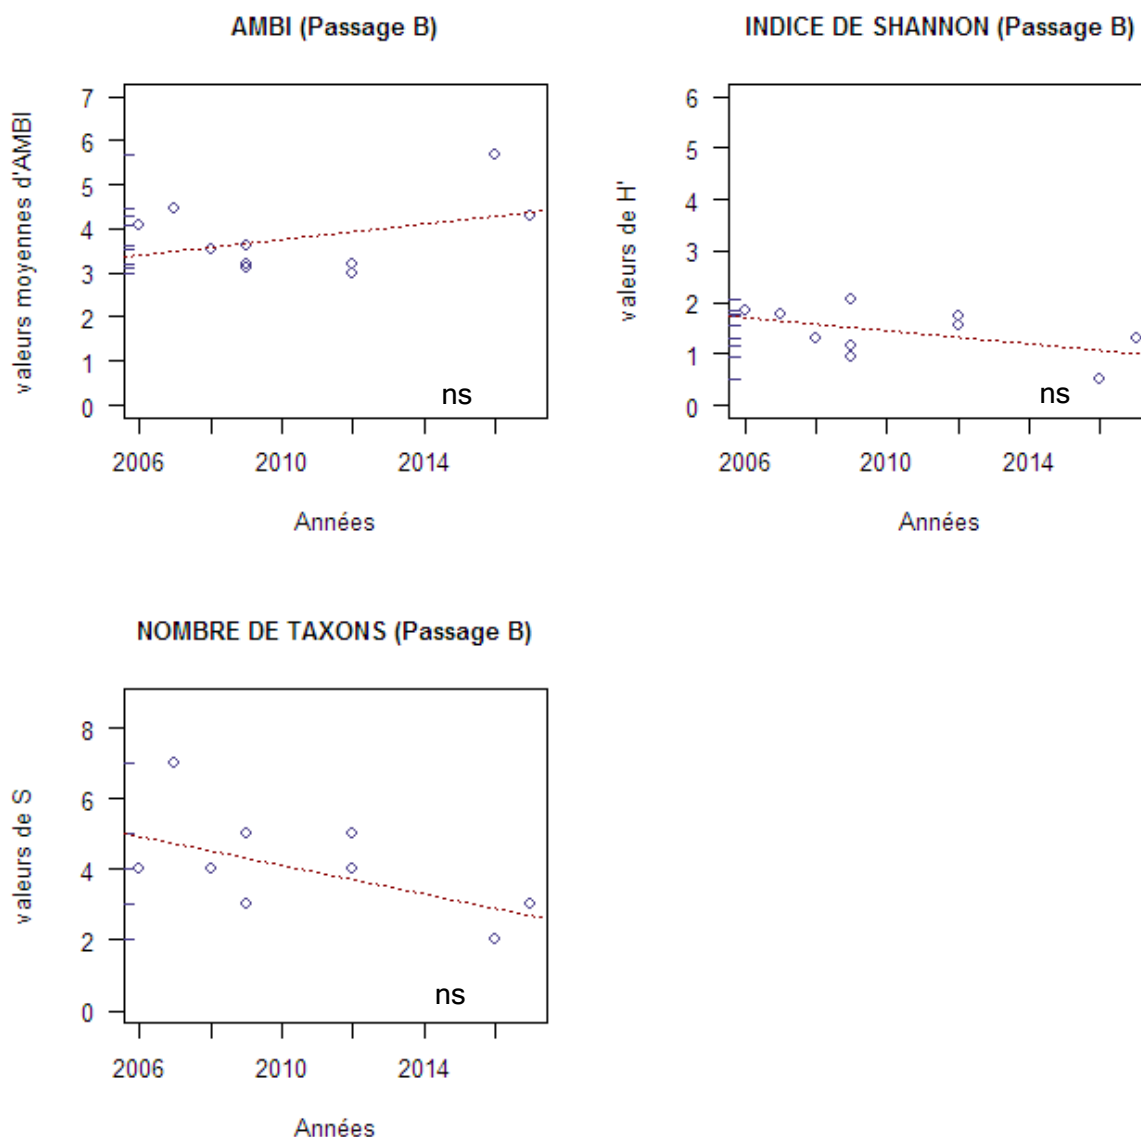 AMBI (Passage B)
valeurs moyennes d'AMBI
7
6
5
4
3
2
1
0
ns
2006 2010 2014
Années
INDICE DE SHANNON (Passage B)
valeurs de H'
6
5
4
3
2
1
0
ns
2006 2010 2014
Années
NOMBRE DE TAXONS (Passage B)
valeurs de S
8
6
4
2
0
ns
2006 2010 2014
Années